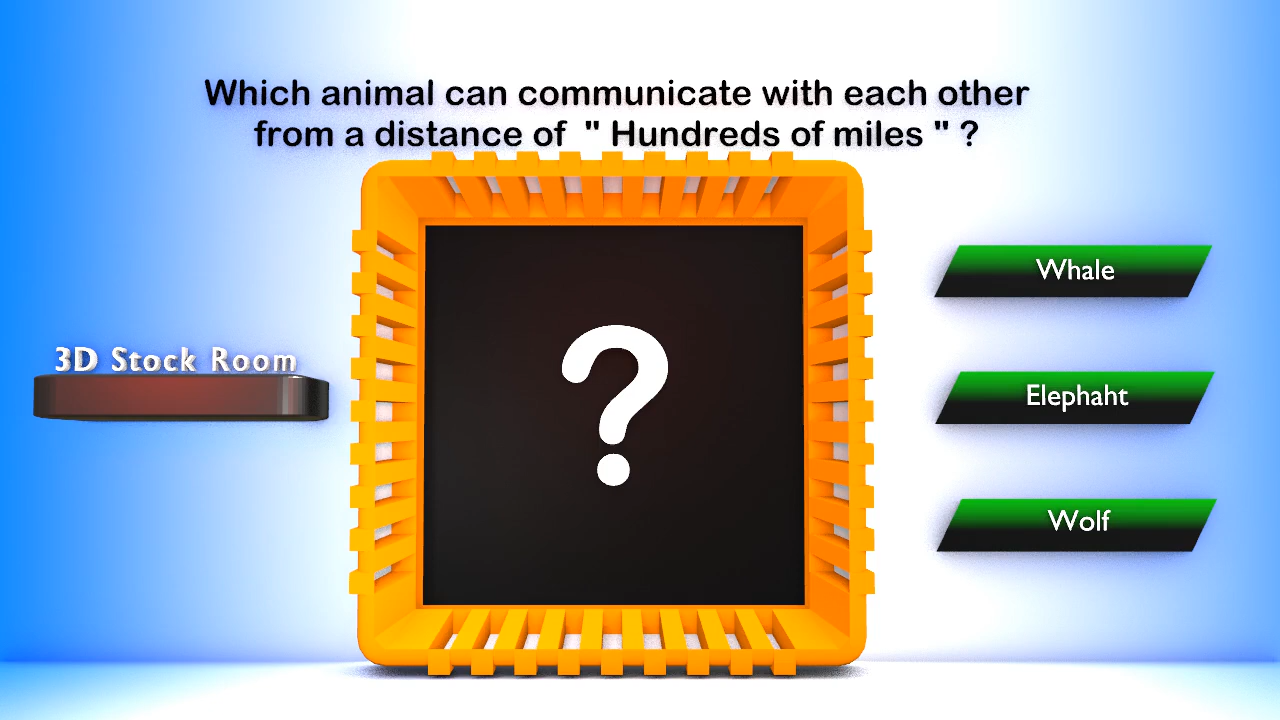 Which animal can communicate with each other
from a distance of " Hundreds of miles " ?
3D Stock Room
?
Whale
Elephaht
Wolf